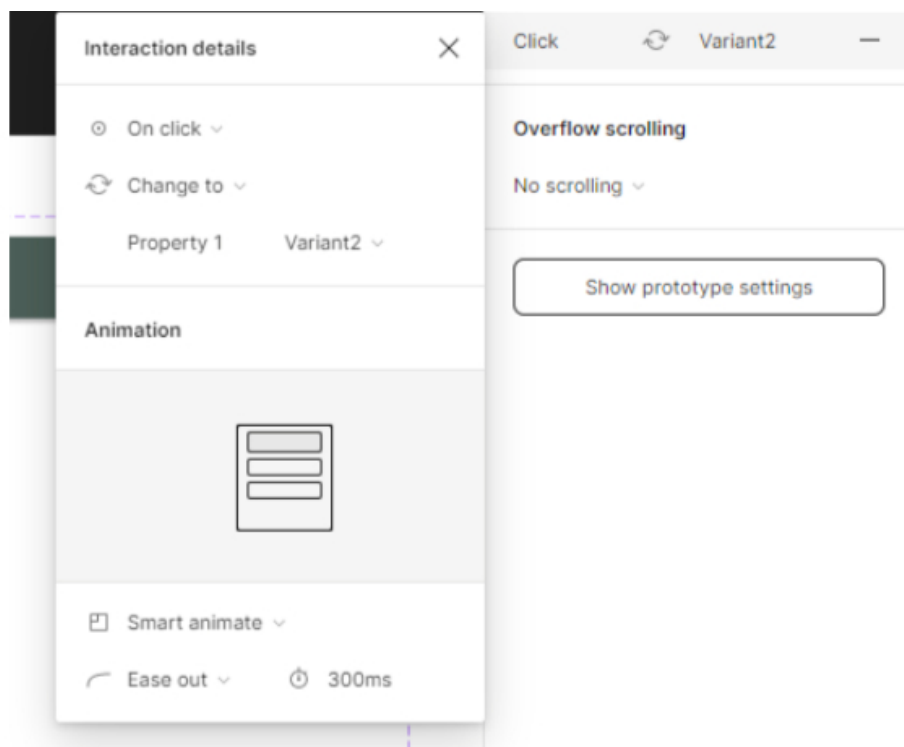 Interaction details
On click
Change to
Property 1 Variant2
Animation
Smart animate
Ease out 300ms
Click Variant2
Overflow scrolling
No scrolling
Show prototype settings